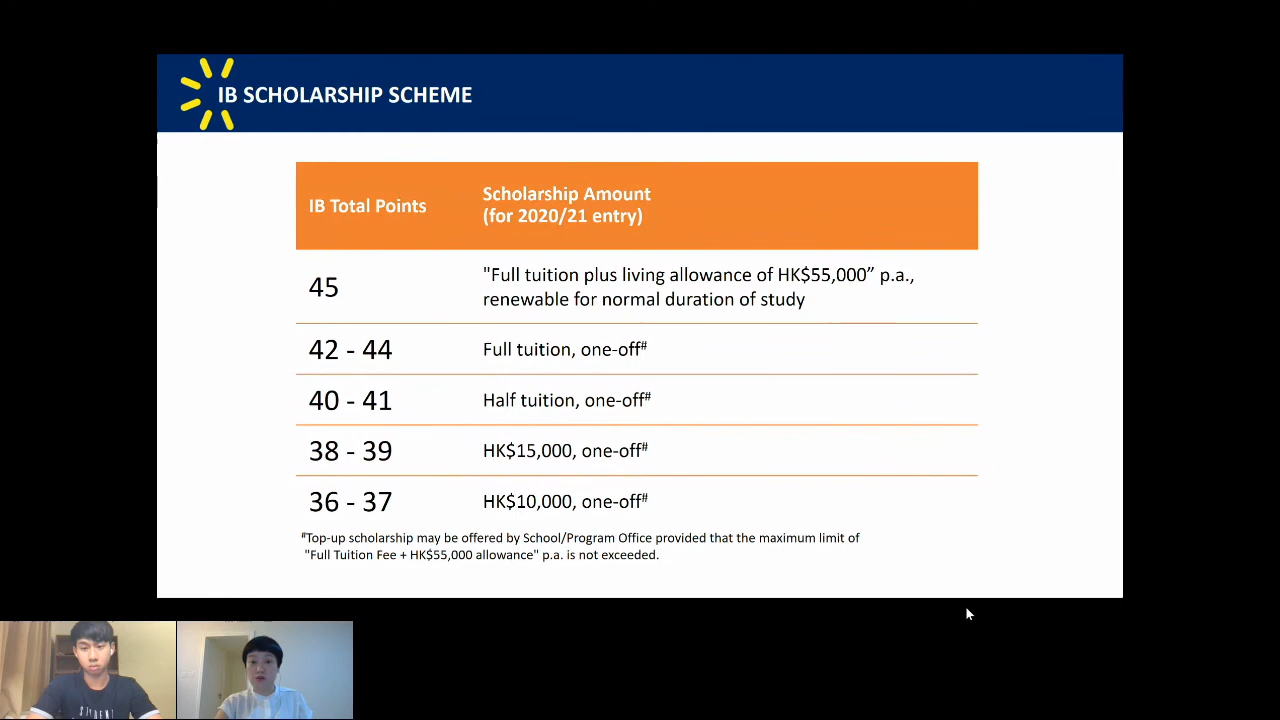 IB SCHOLARSHIP SCHEME
IB Total Points
Scholarship Amount
(for 2020/21 entry)
45
"Full tuition plus living allowance of HK$55,000” p.a.,
renewable for normal duration of study
42 - 44
Full tuition, one-off#
40 - 41
Half tuition, one-off#
38 - 39
HK$15,000, one-off#
36 - 37
HK$10,000, one-off#
#Top-up scholarship may be offered by School/Program Office provided that the maximum limit of
"Full Tuition Fee + HK$55,000 allowance" p.a. is not exceeded.
STUDENT